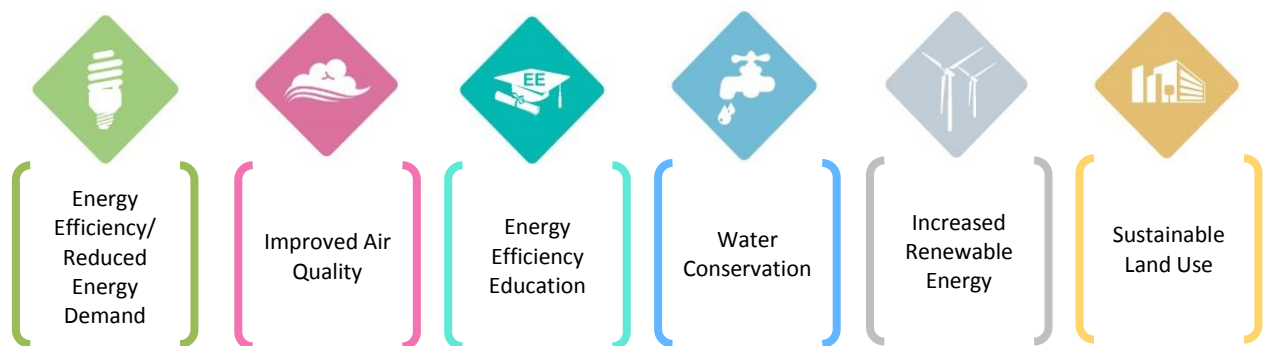 EE
Energy
Efficiency/
Reduced
Energy
Demand
Improved Air
Quality
Energy
Efficiency
Education
Water
Conservation
Increased
Renewable
Energy
Sustainable
Land Use